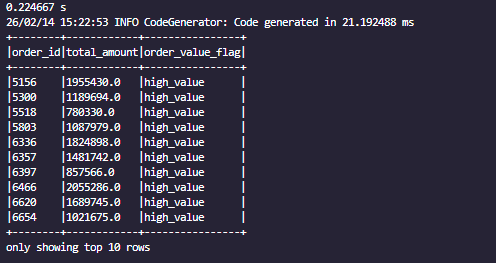 0.224667 s
26/02/14 15:22:53 INFO CodeGenerator: Code generated in 21.192488 ms
+--------+------------+----------------+
|order_id|total_amount|order_value_flag|
+--------+------------+----------------+
|5156    |1955430.0   |high_value      |
|5300    |1189694.0   |high_value      |
|5518    |780330.0    |high_value      |
|5803    |1087979.0   |high_value      |
|6336    |1824898.0   |high_value      |
|6357    |1481742.0   |high_value      |
|6397    |857566.0    |high_value      |
|6466    |2055286.0   |high_value      |
|6620    |1689745.0   |high_value      |
|6654    |1021675.0   |high_value      |
+--------+------------+----------------+
only showing top 10 rows